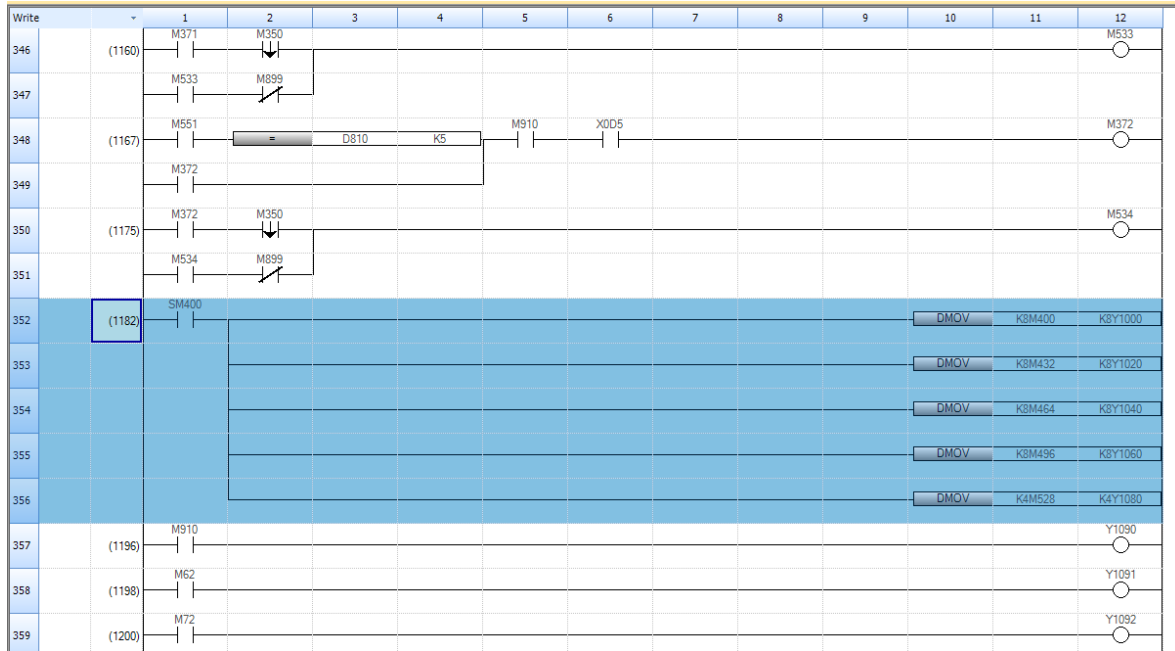 Write 1 2 3 4 5 6 7 8 9 10 11 12
M371 M350 M533
346 (1160)
M533 M899
347
M551 M910 X0D5 M372
348 (1167) = D810 K5
M372
349
M372 M350 M534
350 (1175)
M534 M899
351
SM400
352 (1182) DMOV K8M400 K8Y1000
353 DMOV K8M432 K8Y1020
354 DMOV K8M464 K8Y1040
355 DMOV K8M496 K8Y1060
356 DMOV K4M528 K4Y1080
M910 Y1090
357 (1196)
M62 Y1091
358 (1198)
M72 Y1092
359 (1200)